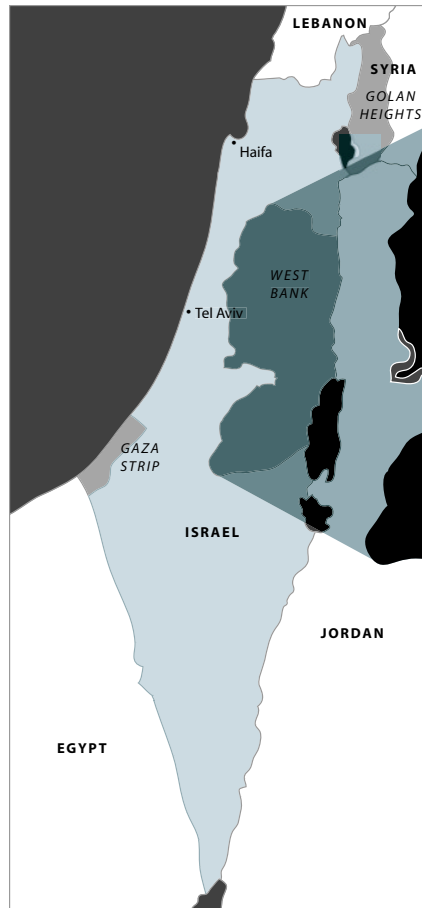 LEBANON
SYRIA
GOLAN
HEIGHTS
Haifa
WEST
BANK
Tel Aviv
GAZA
STRIP
ISRAEL
JORDAN
EGYPT